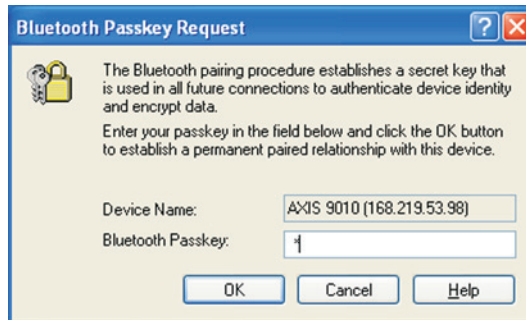 Bluetooth Passkey Request
The Bluetooth pairing procedure establishes a secret key that
is used in all future connections to authenticate device identity
and encrypt data.
Enter your passkey in the field below and click the OK button
to establish a permanent paired relationship with this device.
Device Name: AXIS 9010 (168.219.53.98)
Bluetooth Passkey: *
OK Cancel Help